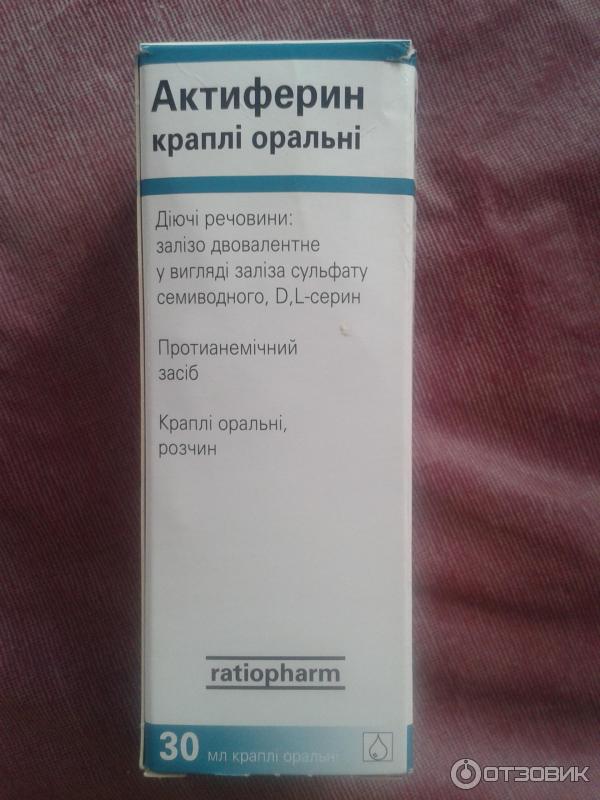 Актиферин
краплі оральні
Діючі речовини:
залізо двовалентне
у вигляді заліза сульфату
семиводного, D,L-серин
Протианемічний
засіб
Краплі оральні,
розчин
ratiopharm
30 мл краплі оральні
ОТЗОВИК